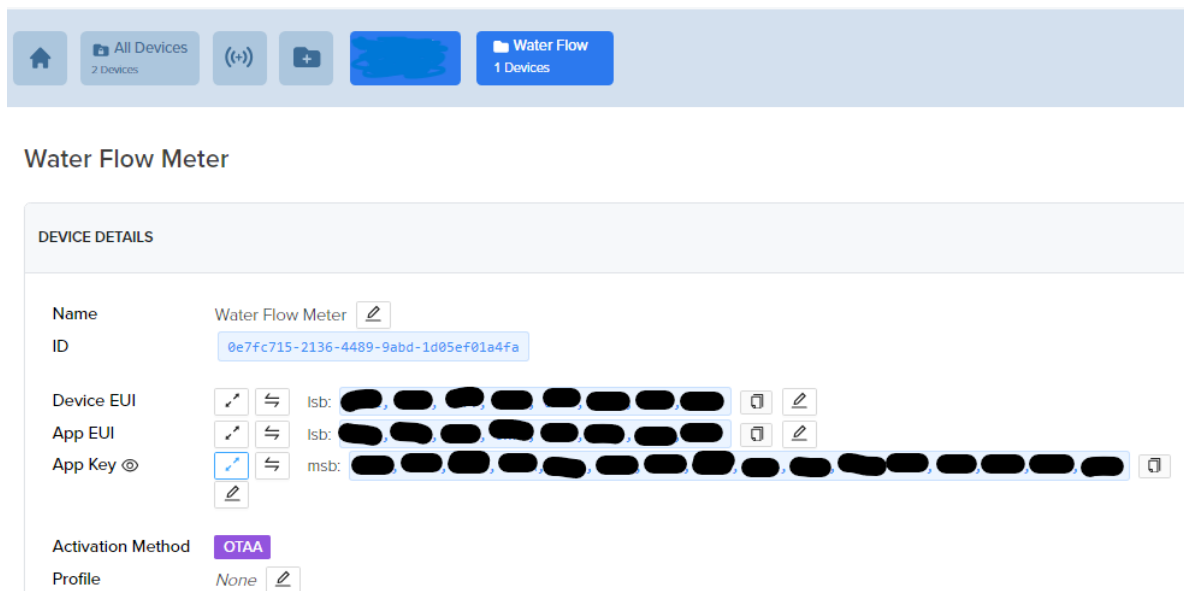 All Devices
2 Devices
Water Flow
1 Devices
Water Flow Meter
DEVICE DETAILS
Name Water Flow Meter
ID 0e7fc715-2136-4489-9abd-1d05ef01a4fa
Device EUI lsb:
App EUI lsb:
App Key msb:
Activation Method OTAA
Profile None